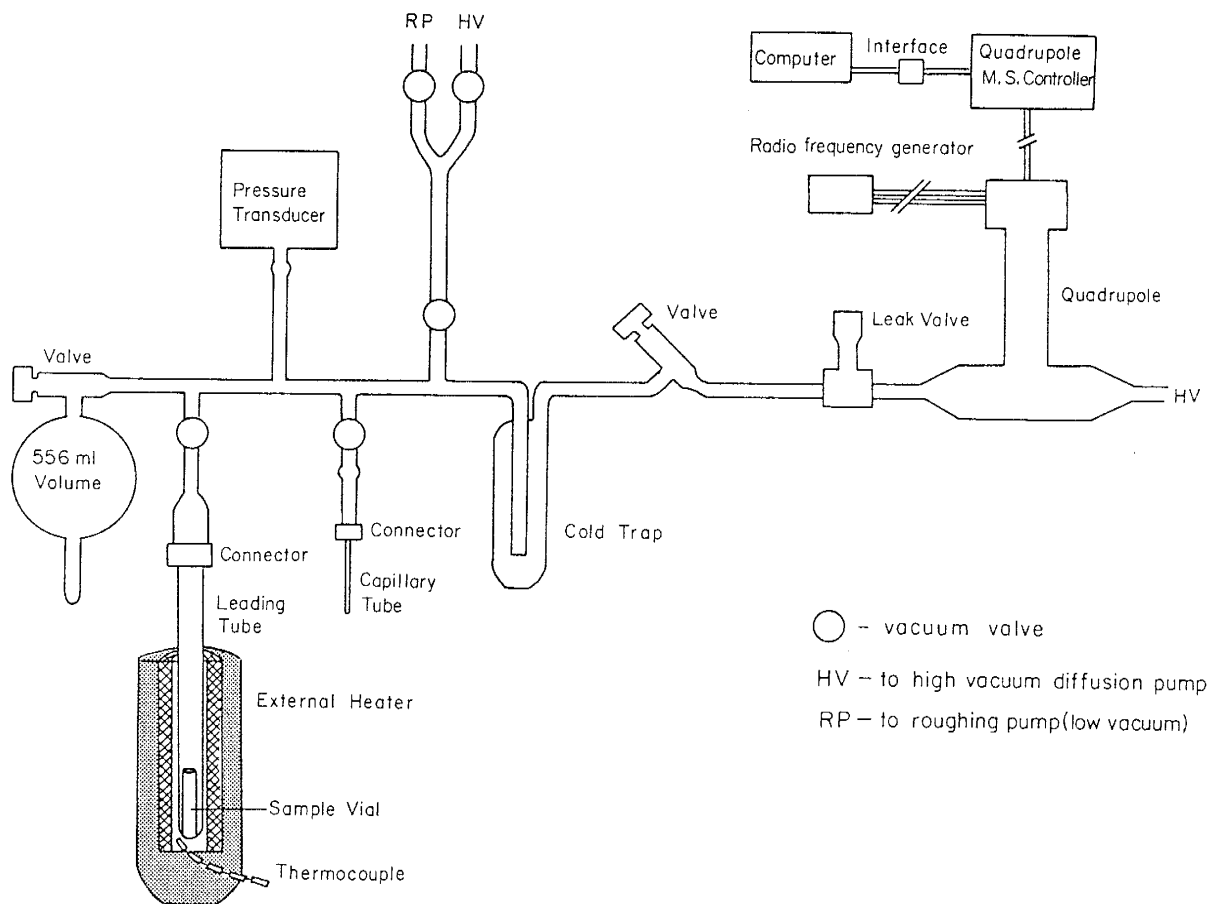 RP HV
Computer
Interface
Quadrupole
M. S. Controller
Radio frequency generator
Pressure
Transducer
Quadrupole
Valve
Leak Valve
Valve
HV
556 ml
Volume
Connector
Connector
Cold Trap
Capillary
Tube
Leading
Tube
External Heater
Sample Vial
Thermocouple
- vacuum valve
HV - to high vacuum diffusion pump
RP - to roughing pump (low vacuum)